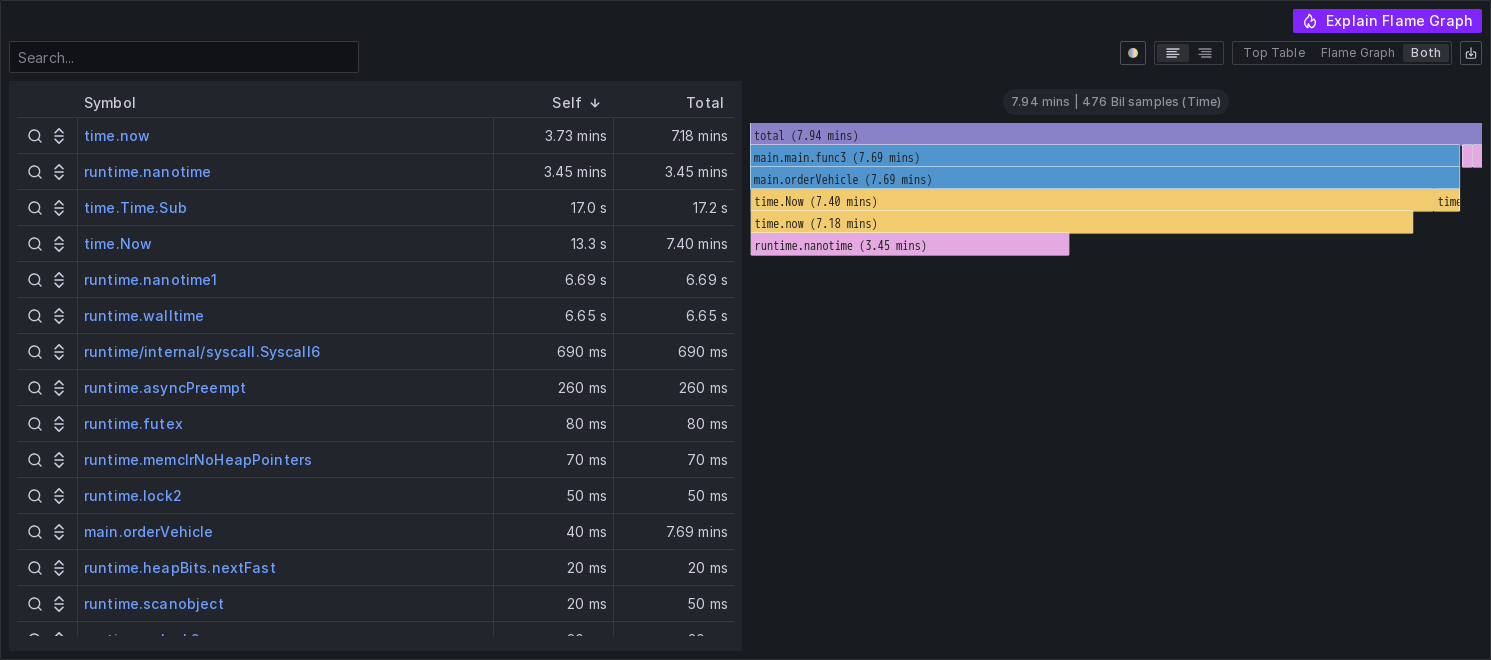 Explain Flame Graph
Search...
Top Table Flame Graph Both
Symbol Self Total
time.now 3.73 mins 7.18 mins
runtime.nanotime 3.45 mins 3.45 mins
time.Time.Sub 17.0 s 17.2 s
time.Now 13.3 s 7.40 mins
runtime.nanotime1 6.69 s 6.69 s
runtime.walltime 6.65 s 6.65 s
runtime/internal/syscall.Syscall6 690 ms 690 ms
runtime.asyncPreempt 260 ms 260 ms
runtime.futex 80 ms 80 ms
runtime.memclrNoHeapPointers 70 ms 70 ms
runtime.lock2 50 ms 50 ms
main.orderVehicle 40 ms 7.69 mins
runtime.heapBits.nextFast 20 ms 20 ms
runtime.scanobject 20 ms 50 ms
7.94 mins | 476 Bil samples (Time)
total (7.94 mins)
main.main.func3 (7.69 mins)
main.orderVehicle (7.69 mins)
time.Now (7.40 mins) time
time.now (7.18 mins)
runtime.nanotime (3.45 mins)